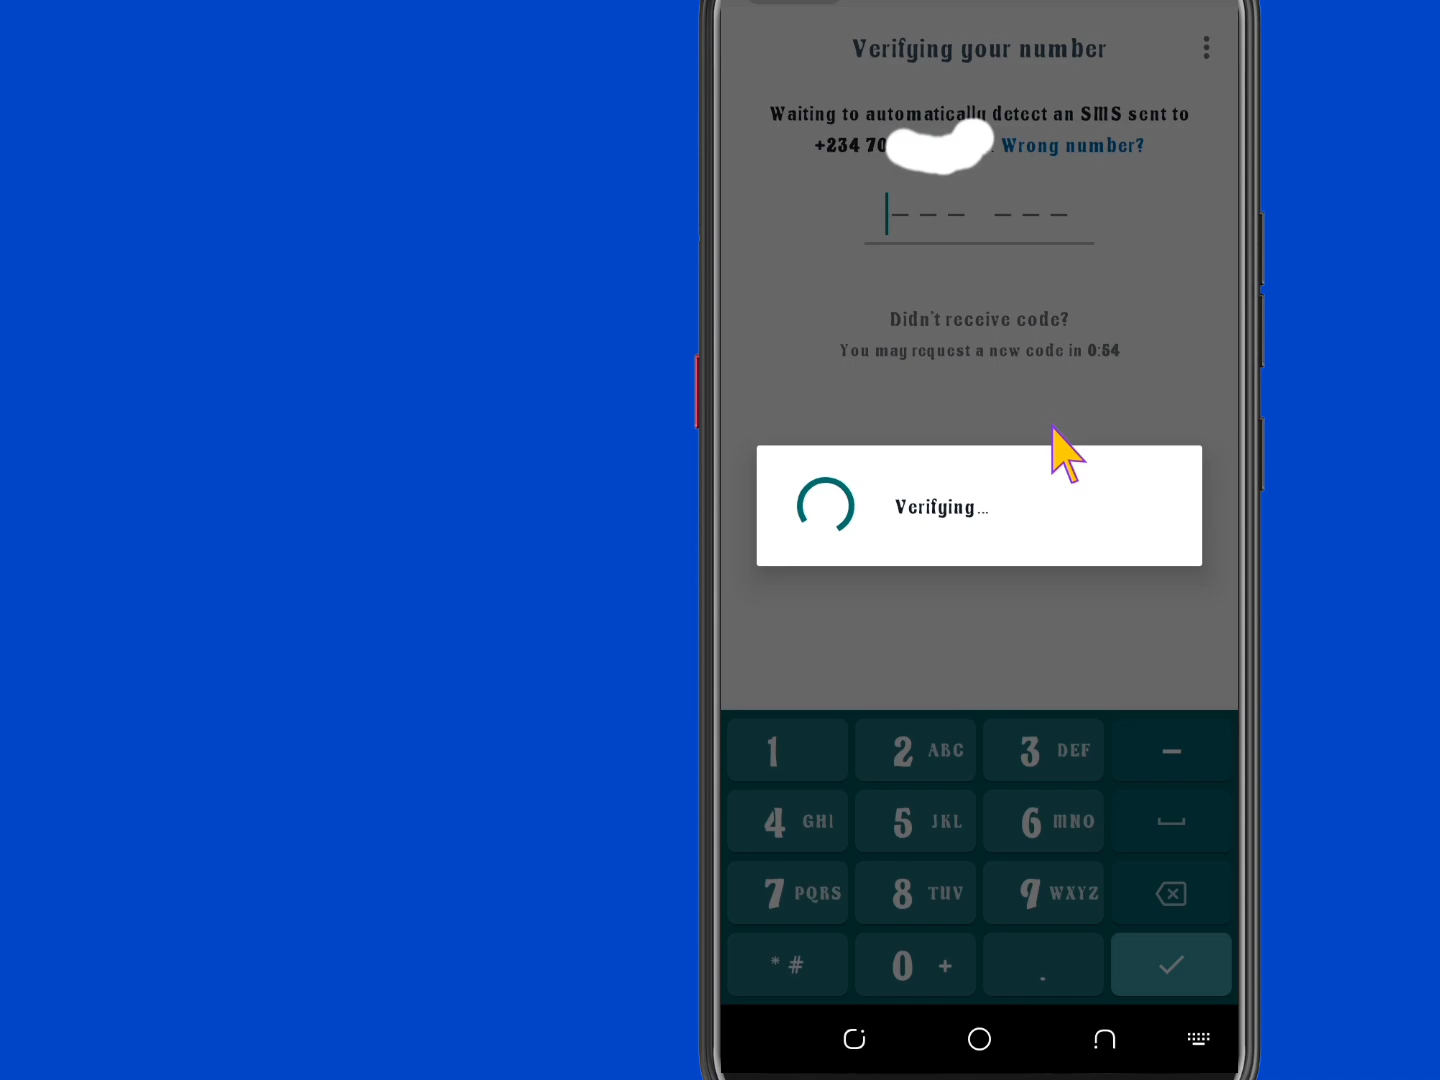 Verifying your number
Waiting to automatically detect an SMS sent to
+234 70 Wrong number?
Didn't receive code?
You may request a new code in 0:54
Verifying...
1 2 ABC 3 DEF –
4 GHI 5 JKL 6 MNO
7 PQRS 8 TUV 9 WXYZ
* # 0 + .